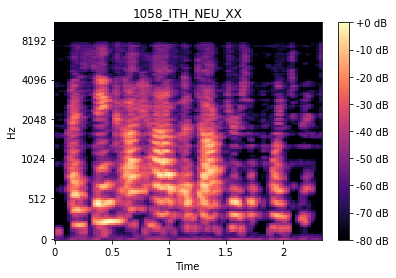 1058_ITH_NEU_XX
+0 dB
8192
-10 dB
4096
-20 dB
-30 dB
2048
Hz
-40 dB
1024
-50 dB
512
-60 dB
-70 dB
0
-80 dB
0 0.5 1 1.5 2
Time